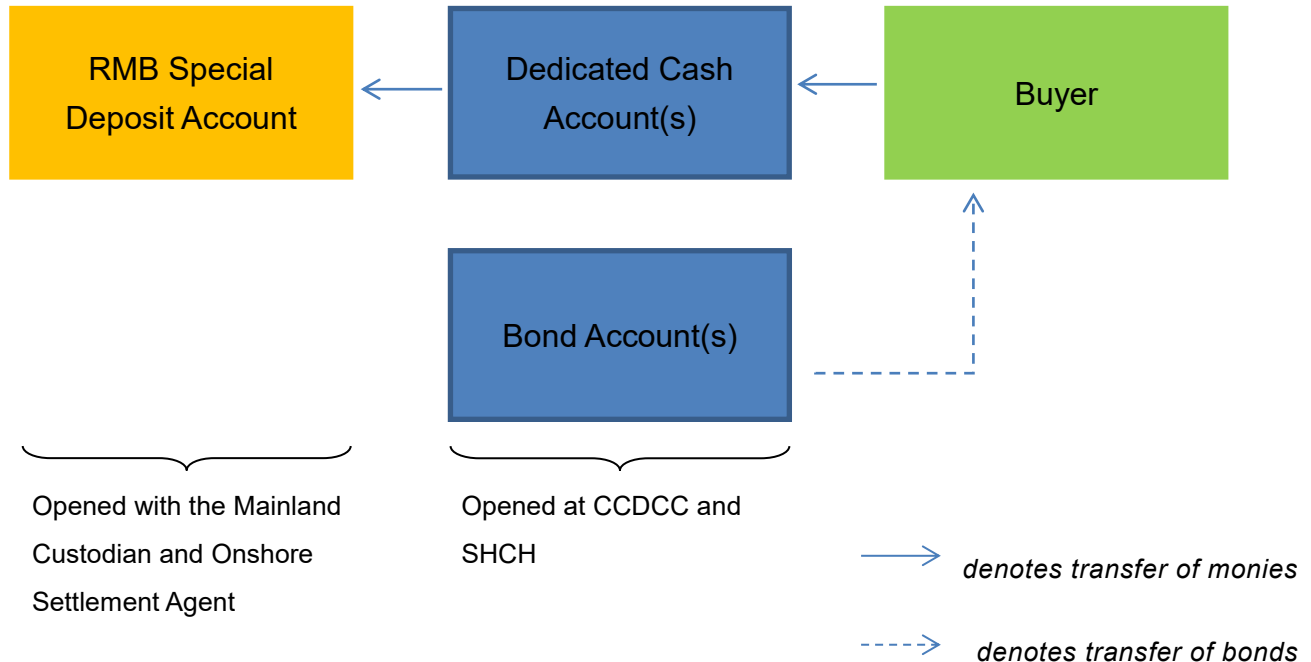 RMB Special
Deposit Account
Dedicated Cash
Account(s)
Buyer
Bond Account(s)
Opened with the Mainland
Custodian and Onshore
Settlement Agent
Opened at CCDCC and
SHCH
denotes transfer of monies
denotes transfer of bonds